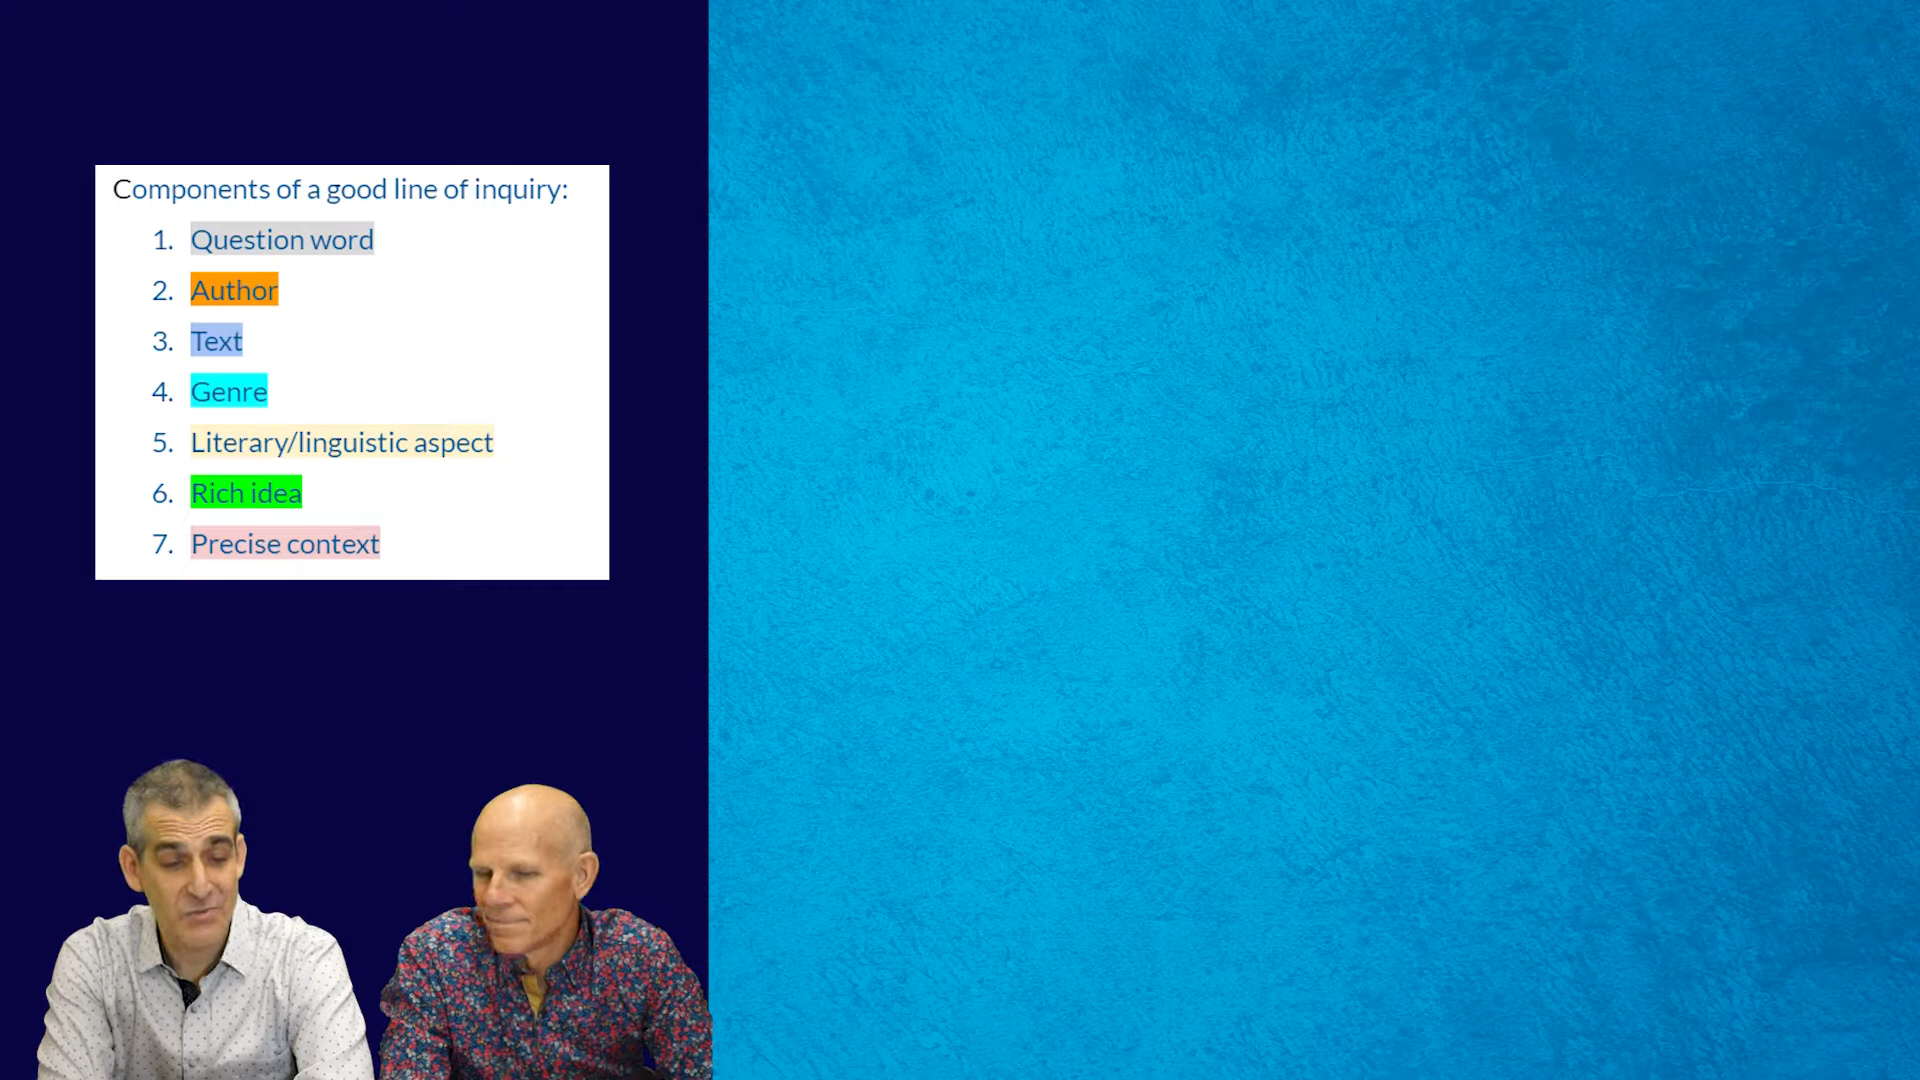 Components of a good line of inquiry:
1. Question word
2. Author
3. Text
4. Genre
5. Literary/linguistic aspect
6. Rich idea
7. Precise context